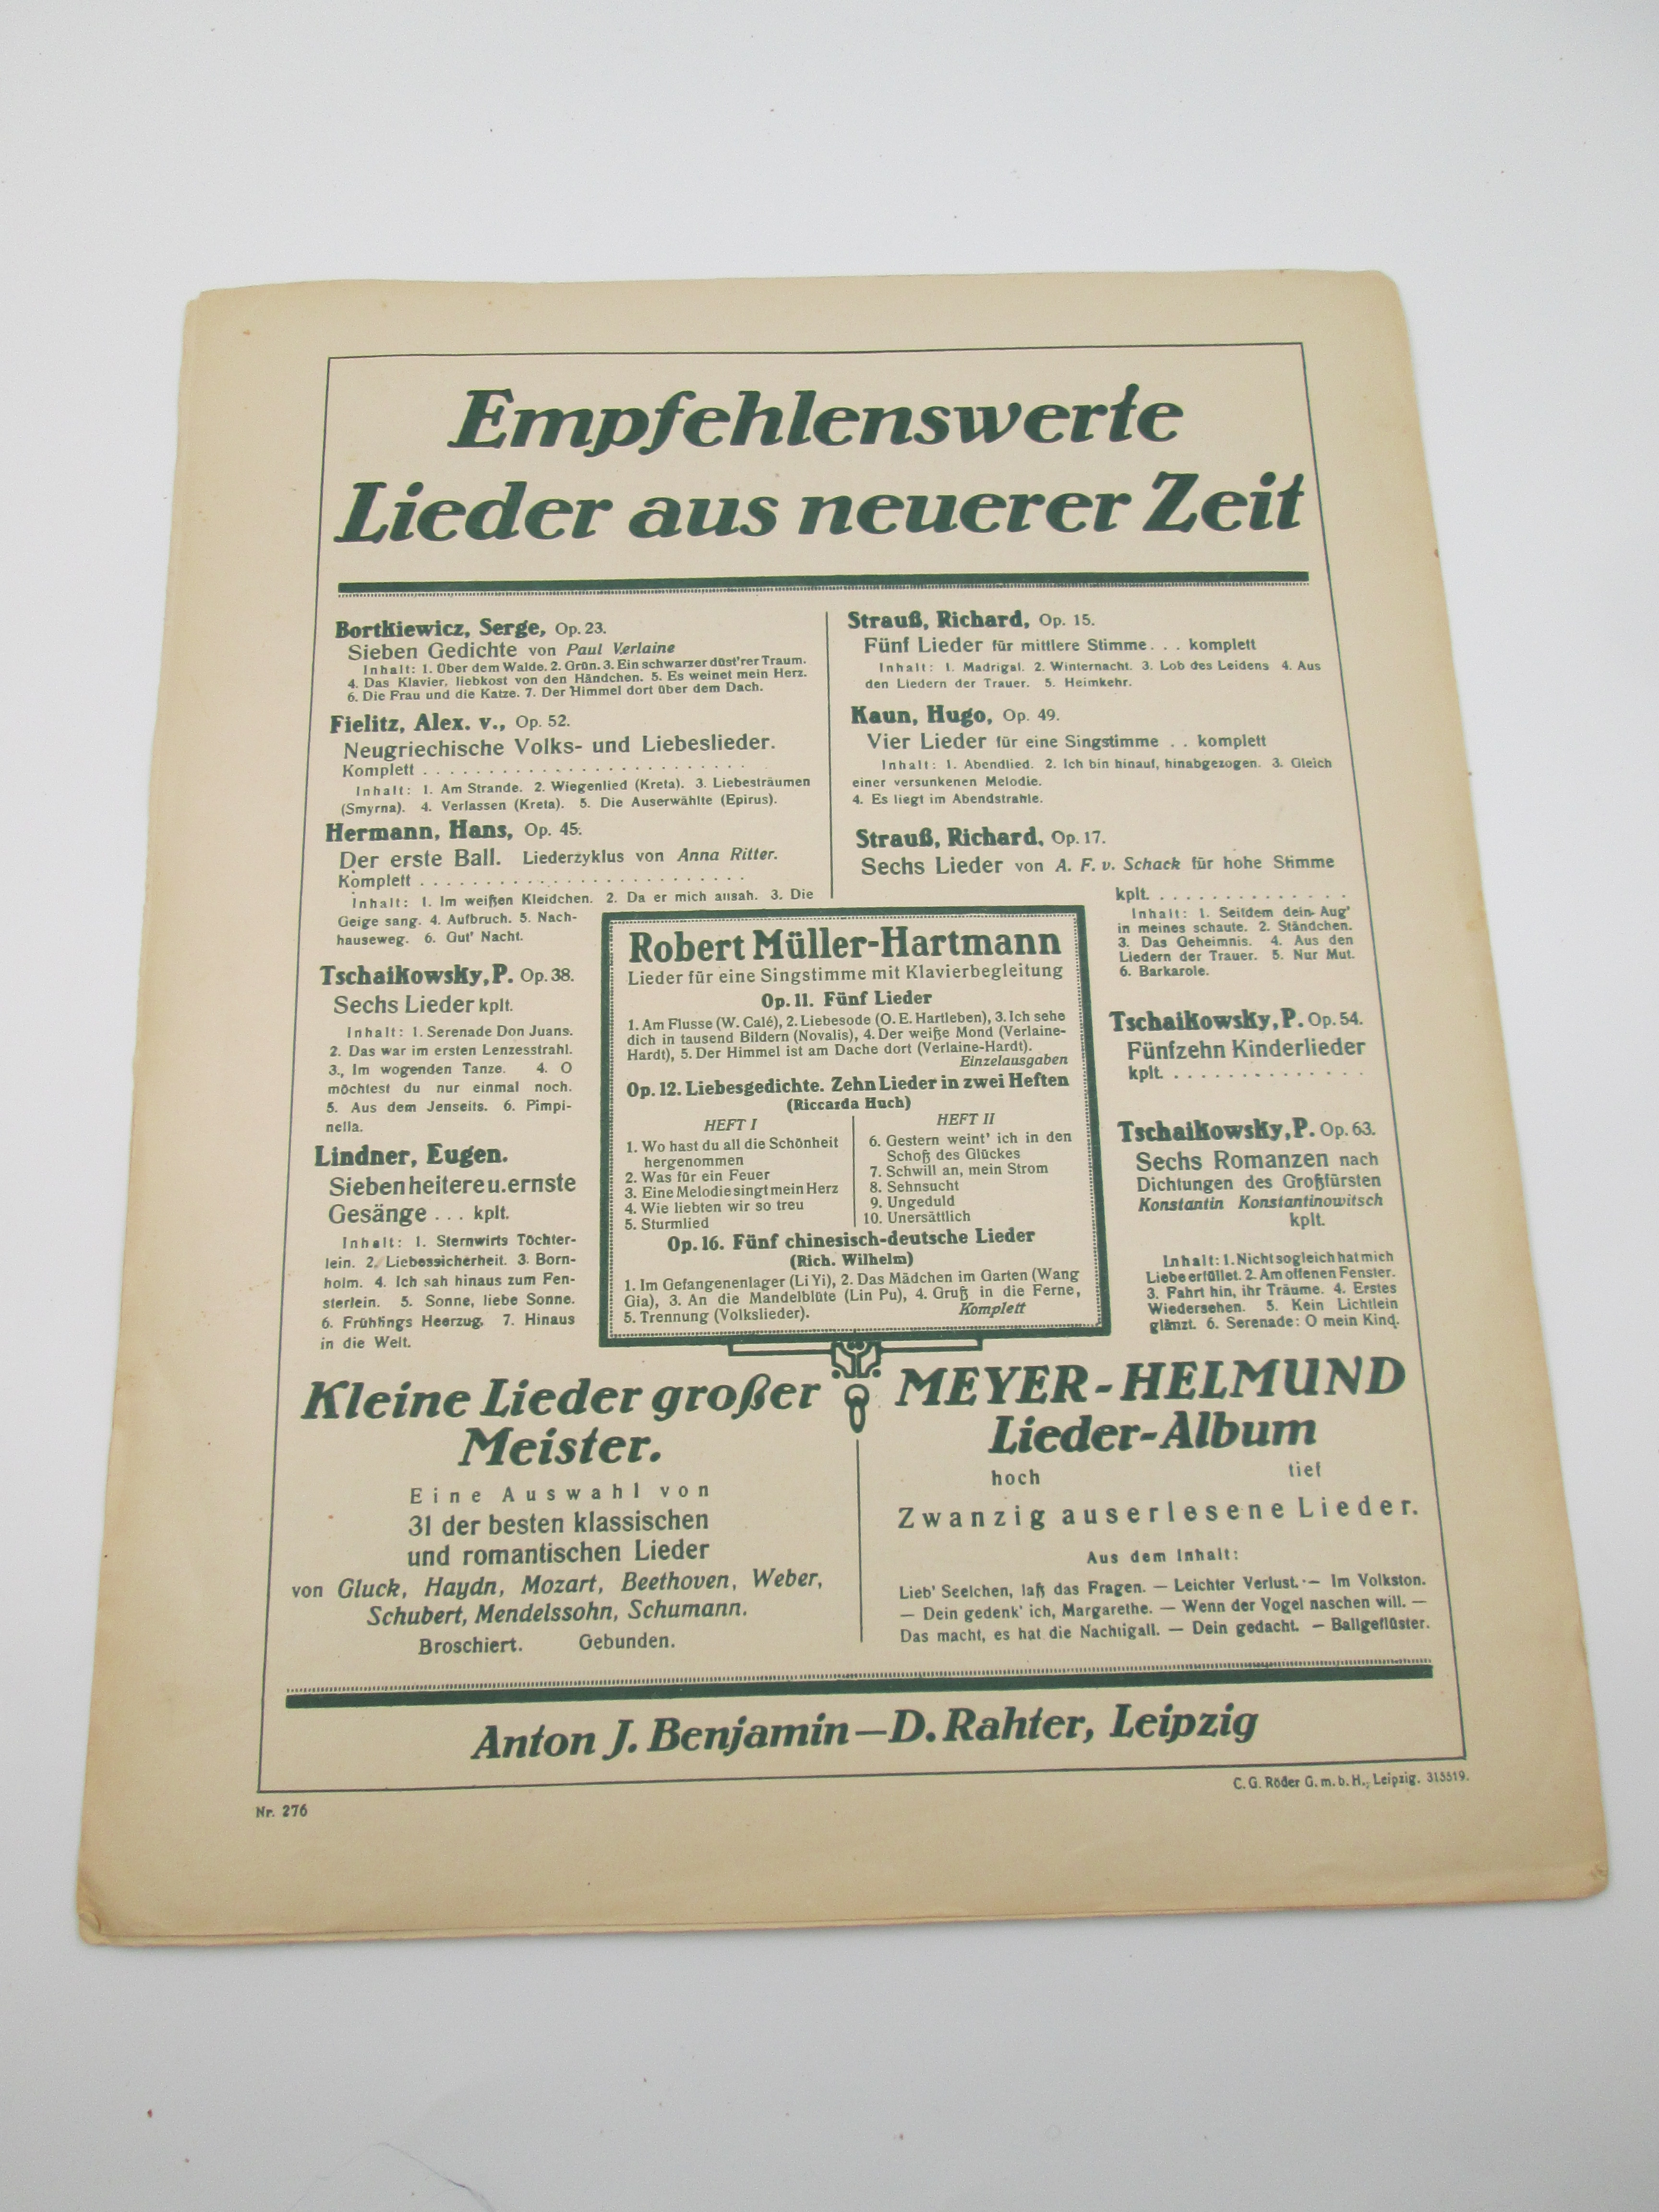 Empfehlenswerte
Lieder aus neuerer Zeit
Bortkiewicz, Serge, Op. 23.
Sieben Gedichte von Paul Verlaine
Inhalt: 1. Über dem Walde. 2. Grün. 3. Ein schwarzer düst'rer Traum.
4. Das Klavier, liebkost von den Händchen. 5. Es weinet mein Herz.
6. Die Frau und die Katze. 7. Der Himmel dort über dem Dach.
Fielitz, Alex. v., Op. 52.
Neugriechische Volks- und Liebeslieder.
Komplett . . . . . . . . . . . . . . . . . . . . . . . .
Inhalt: 1. Am Strande. 2. Wiegenlied (Kreta). 3. Liebesträumen
(Smyrna). 4. Verlassen (Kreta). 5. Die Auserwählte (Epirus).
Hermann, Hans, Op. 45.
Der erste Ball. Liederzyklus von Anna Ritter.
Komplett . . . . . . . . . . . . . . . . . . . . . . . .
Inhalt: 1. Im weißen Kleidchen. 2. Da er mich ansah. 3. Die
Geige sang. 4. Aufbruch. 5. Nach-
hauseweg. 6. Gut' Nacht.
Tschaikowsky, P. Op. 38.
Sechs Lieder kplt.
Inhalt: 1. Serenade Don Juans.
2. Das war im ersten Lenzesstrahl.
3., Im wogenden Tanze. 4. O
möchtest du nur einmal noch.
5. Aus dem Jenseits. 6. Pimpi-
nella.
Lindner, Eugen.
Sieben heitere u. ernste
Gesänge . . . kplt.
Inhalt: 1. Sternwirts Töchter-
lein. 2. Liebessicherheit. 3. Born-
holm. 4. Ich sah hinaus zum Fen-
sterlein. 5. Sonne, liebe Sonne.
6. Frühlings Heerzug. 7. Hinaus
in die Welt.
Strauß, Richard, Op. 15.
Fünf Lieder für mittlere Stimme . . . komplett
Inhalt: 1. Madrigal. 2. Winternacht. 3. Lob des Leidens 4. Aus
den Liedern der Trauer. 5. Heimkehr.
Kaun, Hugo, Op. 49.
Vier Lieder für eine Singstimme . . komplett
Inhalt: 1. Abendlied. 2. Ich bin hinauf, hinabgezogen. 3. Gleich
einer versunkenen Melodie.
4. Es liegt im Abendstrahle.
Strauß, Richard, Op. 17.
Sechs Lieder von A. F. v. Schack für hohe Stimme
kplt. . . . . . . . . . . . . . .
Inhalt: 1. Seitdem dein Aug'
in meines schaute. 2. Ständchen.
3. Das Geheimnis. 4. Aus den
Liedern der Trauer. 5. Nur Mut.
6. Barkarole.
Tschaikowsky, P. Op. 54.
Fünfzehn Kinderlieder
kplt. . . . . . . . . . . . . . .
Tschaikowsky, P. Op. 63.
Sechs Romanzen nach
Dichtungen des Großfürsten
Konstantin Konstantinowitsch
kplt.
Inhalt: 1. Nicht sogleich hat mich
Liebe erfüllet. 2. Am offenen Fenster.
3. Fahrt hin, ihr Träume. 4. Erstes
Wiedersehen. 5. Kein Lichtlein
glänzt. 6. Serenade: O mein Kind.
Robert Müller-Hartmann
Lieder für eine Singstimme mit Klavierbegleitung
Op. 11. Fünf Lieder
1. Am Flusse (W. Calé), 2. Liebesode (O. E. Hartleben), 3. Ich sehe
dich in tausend Bildern (Novalis), 4. Der weiße Mond (Verlaine-
Hardt), 5. Der Himmel ist am Dache dort (Verlaine-Hardt).
Einzelausgaben
Op. 12. Liebesgedichte. Zehn Lieder in zwei Heften
(Riccarda Huch)
HEFT I
1. Wo hast du all die Schönheit
hergenommen
2. Was für ein Feuer
3. Eine Melodie singt mein Herz
4. Wie liebten wir so treu
5. Sturmlied
HEFT II
6. Gestern weint' ich in den
Schoß des Glückes
7. Schwill an, mein Strom
8. Sehnsucht
9. Ungeduld
10. Unersättlich
Op. 16. Fünf chinesisch-deutsche Lieder
(Rich. Wilhelm)
1. Im Gefangenenlager (Li Yi), 2. Das Mädchen im Garten (Wang
Gia), 3. An die Mandelblüte (Lin Pu), 4. Gruß in die Ferne,
5. Trennung (Volkslieder). Komplett
Kleine Lieder großer
Meister.
Eine Auswahl von
31 der besten klassischen
und romantischen Lieder
von Gluck, Haydn, Mozart, Beethoven, Weber,
Schubert, Mendelssohn, Schumann.
Broschiert. Gebunden.
MEYER-HELMUND
Lieder-Album
hoch tief
Zwanzig auserlesene Lieder.
Aus dem Inhalt:
Lieb' Seelchen, laß das Fragen. — Leichter Verlust. — Im Volkston.
— Dein gedenk' ich, Margarethe. — Wenn der Vogel naschen will. —
Das macht, es hat die Nachtigall. — Dein gedacht. — Ballgeflüster.
Anton J. Benjamin—D. Rahter, Leipzig
C. G. Röder G. m. b. H., Leipzig. 315519.
Nr. 276